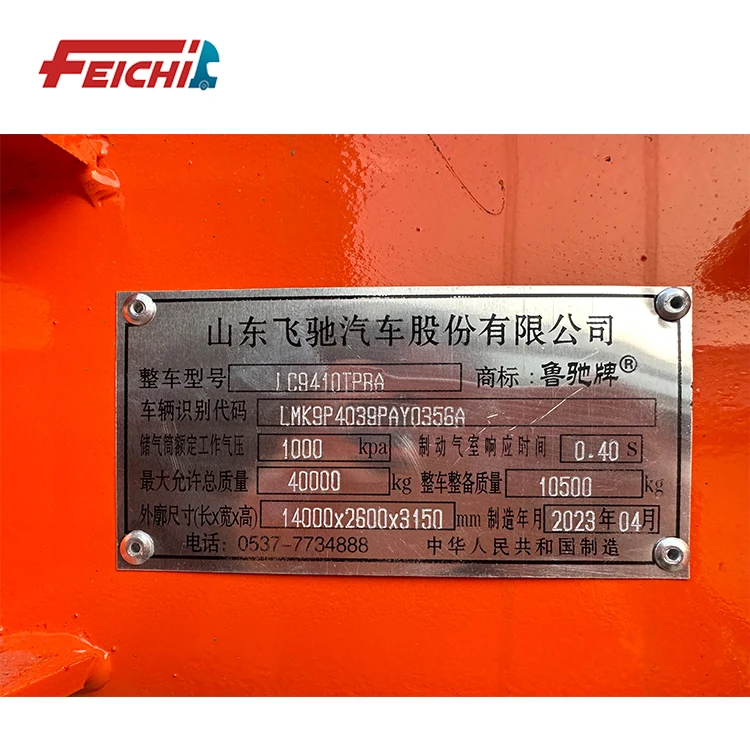 FEICHI
山东飞驰汽车股份有限公司
整车型号 LC9410TPBA 商标:鲁驰牌®
车辆识别代码 LMK9P4039PAY0356A
储气筒额定工作气压 1000 kpa 制动气室响应时间 0.40 S
最大允许总质量 40000 kg 整车整备质量 10500 kg
外廓尺寸(长x宽x高) 14000x2600x3150 mm 制造年月 2023年04月
电话: 0537-7734888 中华人民共和国制造